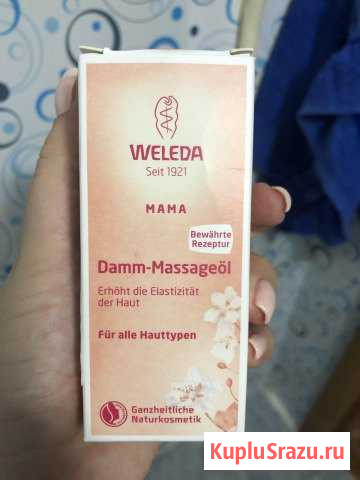 WELEDA
Seit 1921
MAMA
Bewährte
Rezeptur
Damm-Massageöl
Erhöht die Elastizität
der Haut
Für alle Hauttypen
Ganzheitliche
Naturkosmetik
KupluSrazu.ru